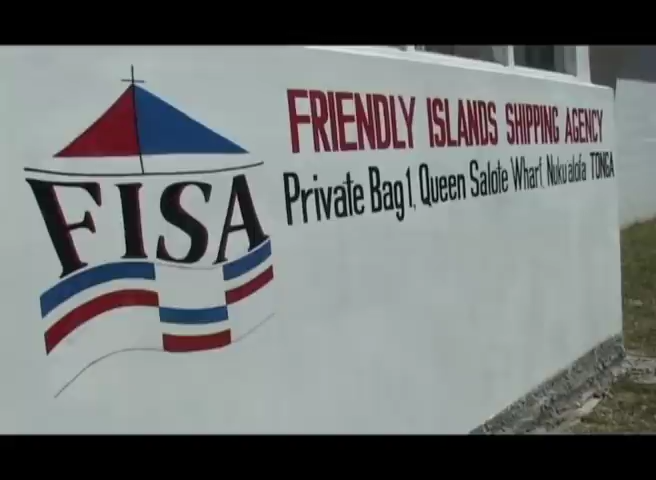 FISA
FRIENDLY ISLANDS SHIPPING AGENCY
Private Bag 1, Queen Salote Wharf, Nuku alofa TONGA